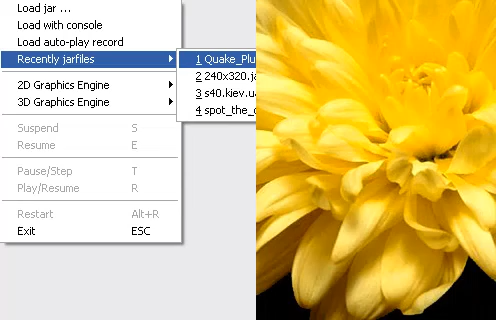 Load jar ...
Load with console
Load auto-play record
Recently jarfiles
1 Quake_Plu
2 240x320.ja
3 s40.kiev.ua
4 spot_the_d
2D Graphics Engine
3D Graphics Engine
Suspend S
Resume E
Pause/Step T
Play/Resume R
Restart Alt+R
Exit ESC